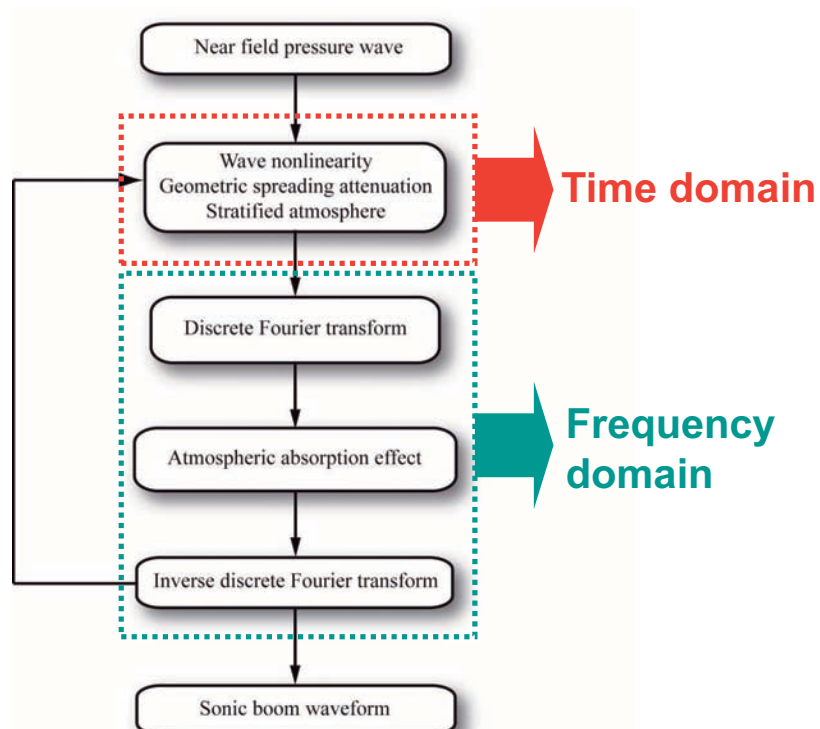 Near field pressure wave
Wave nonlinearity
Geometric spreading attenuation
Stratified atmosphere
Time domain
Discrete Fourier transform
Atmospheric absorption effect
Frequency
domain
Inverse discrete Fourier transform
Sonic boom waveform